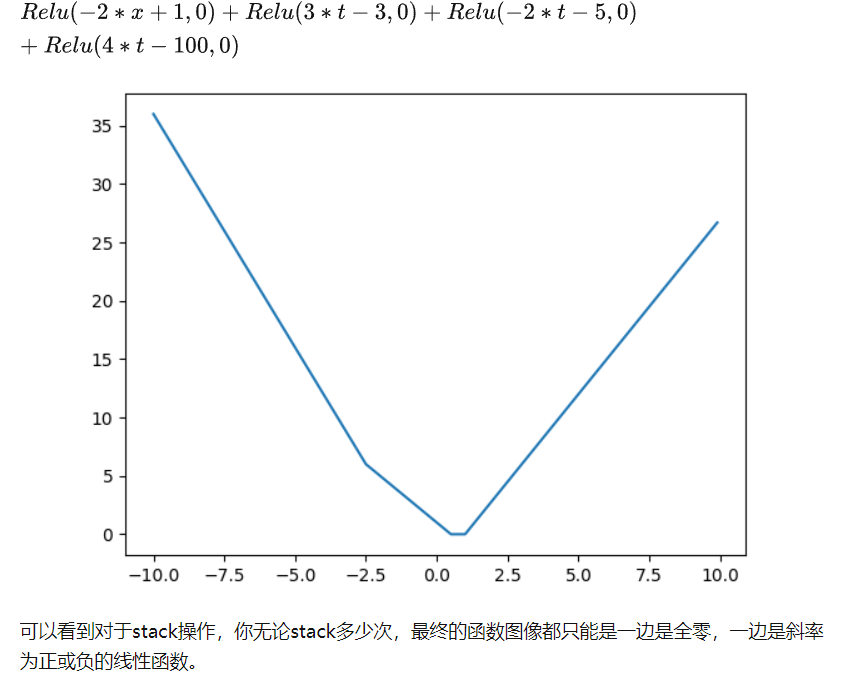 Relu(−2 * x + 1, 0) + Relu(3 * t − 3, 0) + Relu(−2 * t − 5, 0)
+ Relu(4 * t − 100, 0)
35
30
25
20
15
10
5
0
−10.0 −7.5 −5.0 −2.5 0.0 2.5 5.0 7.5 10.0
可以看到对于stack操作，你无论stack多少次，最终的函数图像都只能是一边是全零，一边是斜率
为正或负的线性函数。